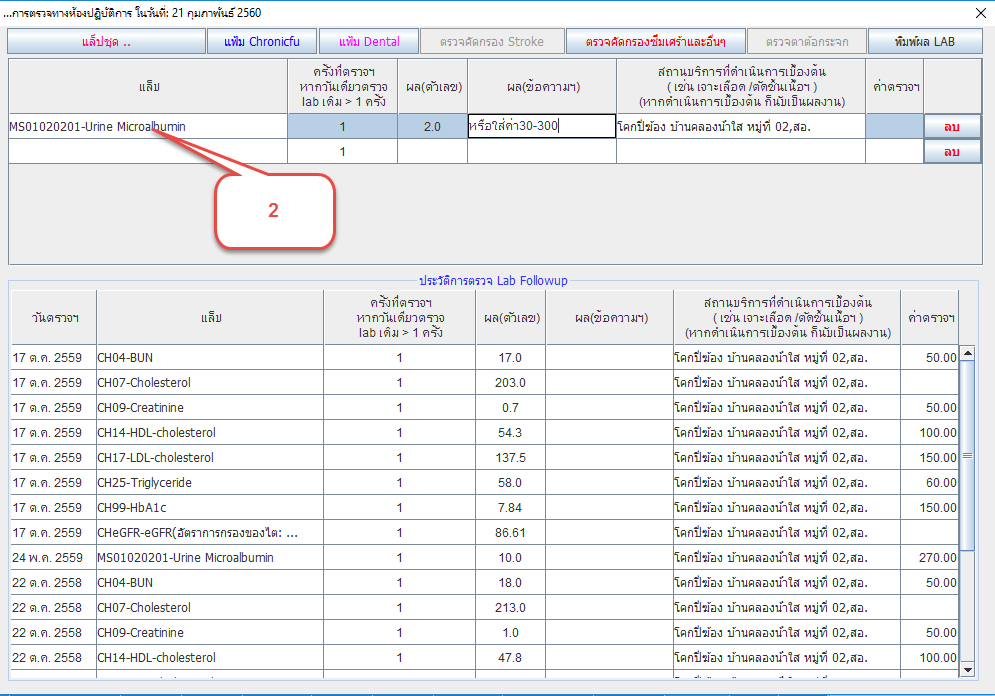 ...การตรวจทางห้องปฏิบัติการ ในวันที่: 21 กุมภาพันธ์ 2560
แล็ปชุด ..
แฟ้ม Chronicfu
แฟ้ม Dental
ตรวจคัดกรอง Stroke
ตรวจคัดกรองซึมเศร้าและอื่นๆ
ตรวจตาต้อกระจก
พิมพ์ผล LAB
แล็ป
ครั้งที่ตรวจฯ
หากวันเดียวตรวจ
lab เดิม > 1 ครั้ง
ผล(ตัวเลข)
ผล(ข้อความฯ)
สถานบริการที่ดำเนินการเบื้องต้น
( เช่น เจาะเลือด /ตัดชิ้นเนื้อฯ )
(หากดำเนินการเบื้องต้น ก็นับเป็นผลงาน)
ค่าตรวจฯ
MS01020201-Urine Microalbumin 1 2.0 หรือใส่ค่า30-300 โคกปี่ฆ้อง บ้านคลองน้ำใส หมู่ที่ 02,สอ. ลบ
1 ลบ
2
ประวัติการตรวจ Lab Followup
วันตรวจฯ
แล็ป
ครั้งที่ตรวจฯ
หากวันเดียวตรวจ
lab เดิม > 1 ครั้ง
ผล(ตัวเลข)
ผล(ข้อความฯ)
สถานบริการที่ดำเนินการเบื้องต้น
( เช่น เจาะเลือด /ตัดชิ้นเนื้อฯ )
(หากดำเนินการเบื้องต้น ก็นับเป็นผลงาน)
ค่าตรวจฯ
17 ต.ค. 2559 CH04-BUN 1 17.0 โคกปี่ฆ้อง บ้านคลองน้ำใส หมู่ที่ 02,สอ. 50.00
17 ต.ค. 2559 CH07-Cholesterol 1 203.0 โคกปี่ฆ้อง บ้านคลองน้ำใส หมู่ที่ 02,สอ.
17 ต.ค. 2559 CH09-Creatinine 1 0.7 โคกปี่ฆ้อง บ้านคลองน้ำใส หมู่ที่ 02,สอ. 50.00
17 ต.ค. 2559 CH14-HDL-cholesterol 1 54.3 โคกปี่ฆ้อง บ้านคลองน้ำใส หมู่ที่ 02,สอ. 100.00
17 ต.ค. 2559 CH17-LDL-cholesterol 1 137.5 โคกปี่ฆ้อง บ้านคลองน้ำใส หมู่ที่ 02,สอ. 150.00
17 ต.ค. 2559 CH25-Triglyceride 1 58.0 โคกปี่ฆ้อง บ้านคลองน้ำใส หมู่ที่ 02,สอ. 60.00
17 ต.ค. 2559 CH99-HbA1c 1 7.84 โคกปี่ฆ้อง บ้านคลองน้ำใส หมู่ที่ 02,สอ. 150.00
17 ต.ค. 2559 CHeGFR-eGFR(อัตราการกรองของไต: ... 1 86.61 โคกปี่ฆ้อง บ้านคลองน้ำใส หมู่ที่ 02,สอ.
24 พ.ค. 2559 MS01020201-Urine Microalbumin 1 10.0 โคกปี่ฆ้อง บ้านคลองน้ำใส หมู่ที่ 02,สอ. 270.00
22 ต.ค. 2558 CH04-BUN 1 18.0 โคกปี่ฆ้อง บ้านคลองน้ำใส หมู่ที่ 02,สอ. 50.00
22 ต.ค. 2558 CH07-Cholesterol 1 213.0 โคกปี่ฆ้อง บ้านคลองน้ำใส หมู่ที่ 02,สอ.
22 ต.ค. 2558 CH09-Creatinine 1 1.0 โคกปี่ฆ้อง บ้านคลองน้ำใส หมู่ที่ 02,สอ. 50.00
22 ต.ค. 2558 CH14-HDL-cholesterol 1 47.8 โคกปี่ฆ้อง บ้านคลองน้ำใส หมู่ที่ 02,สอ. 100.00